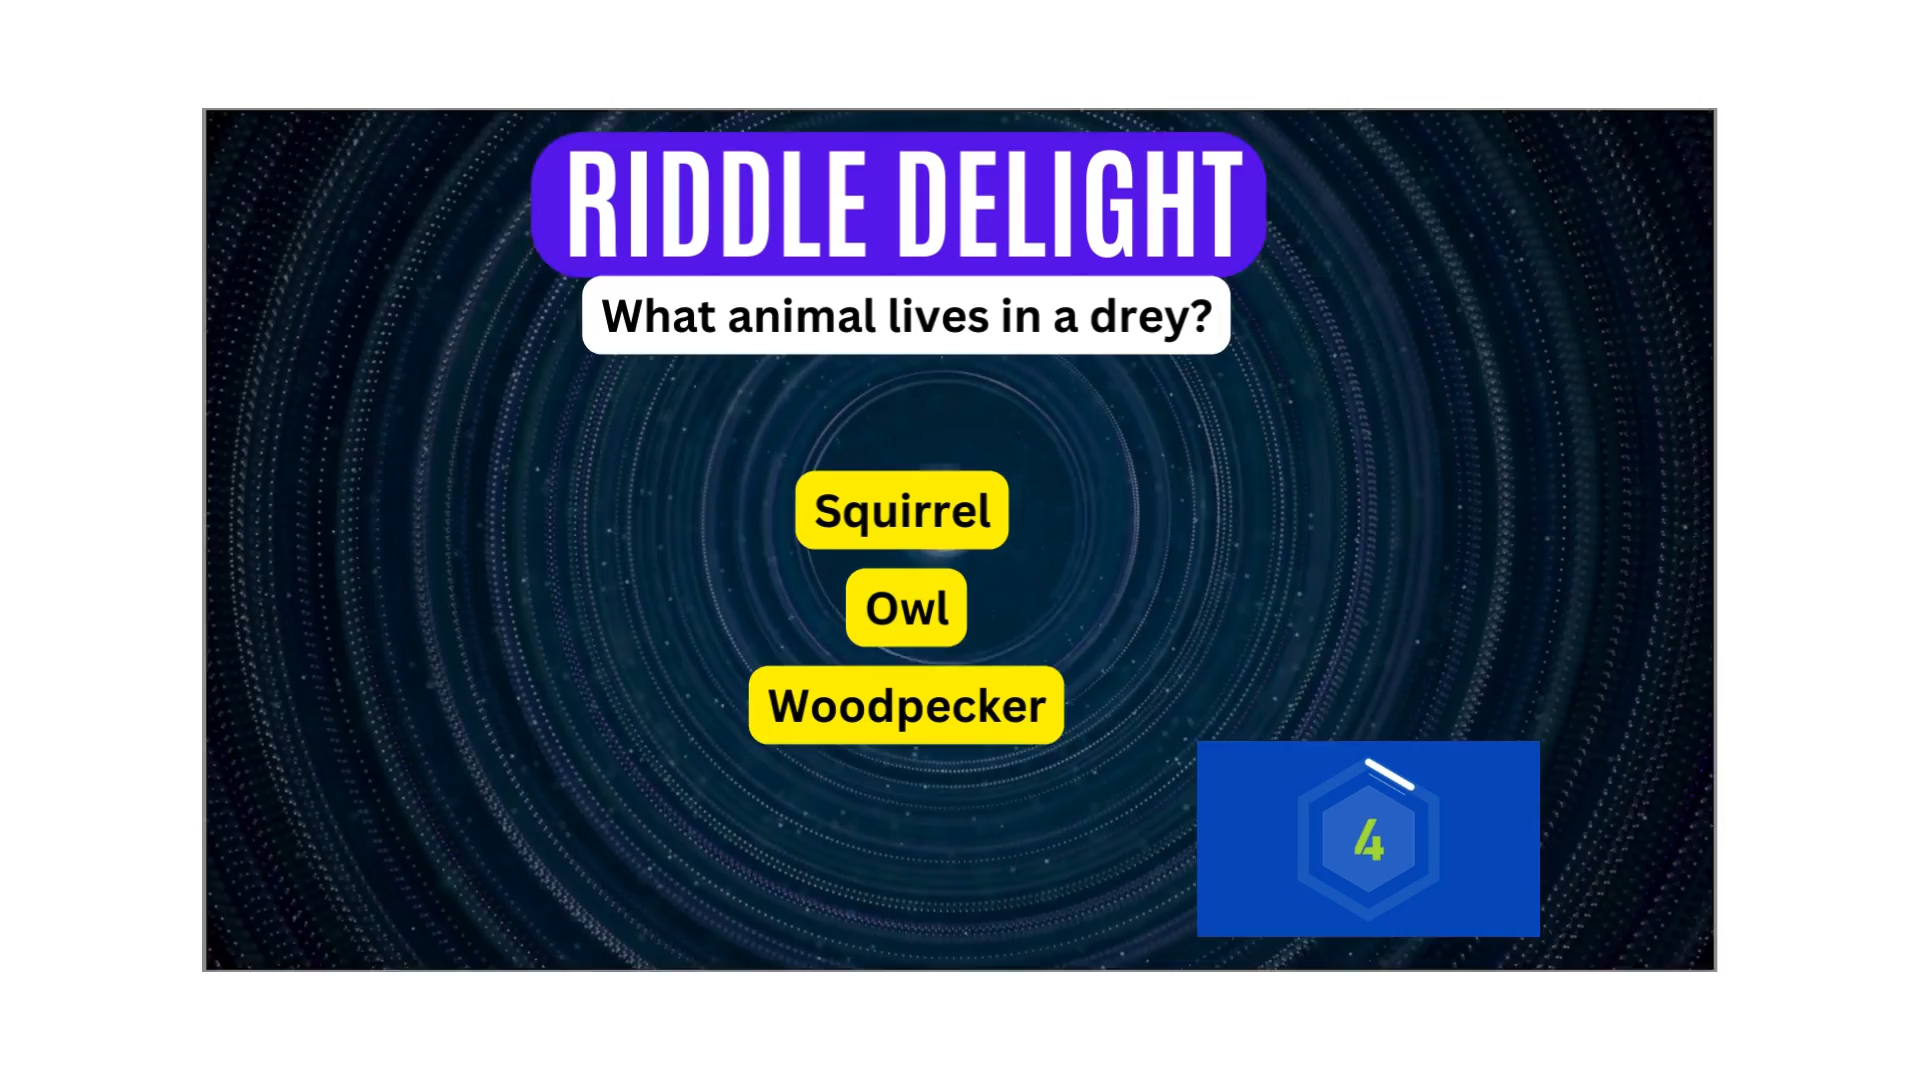 RIDDLE DELIGHT
What animal lives in a drey?
Squirrel
Owl
Woodpecker
4